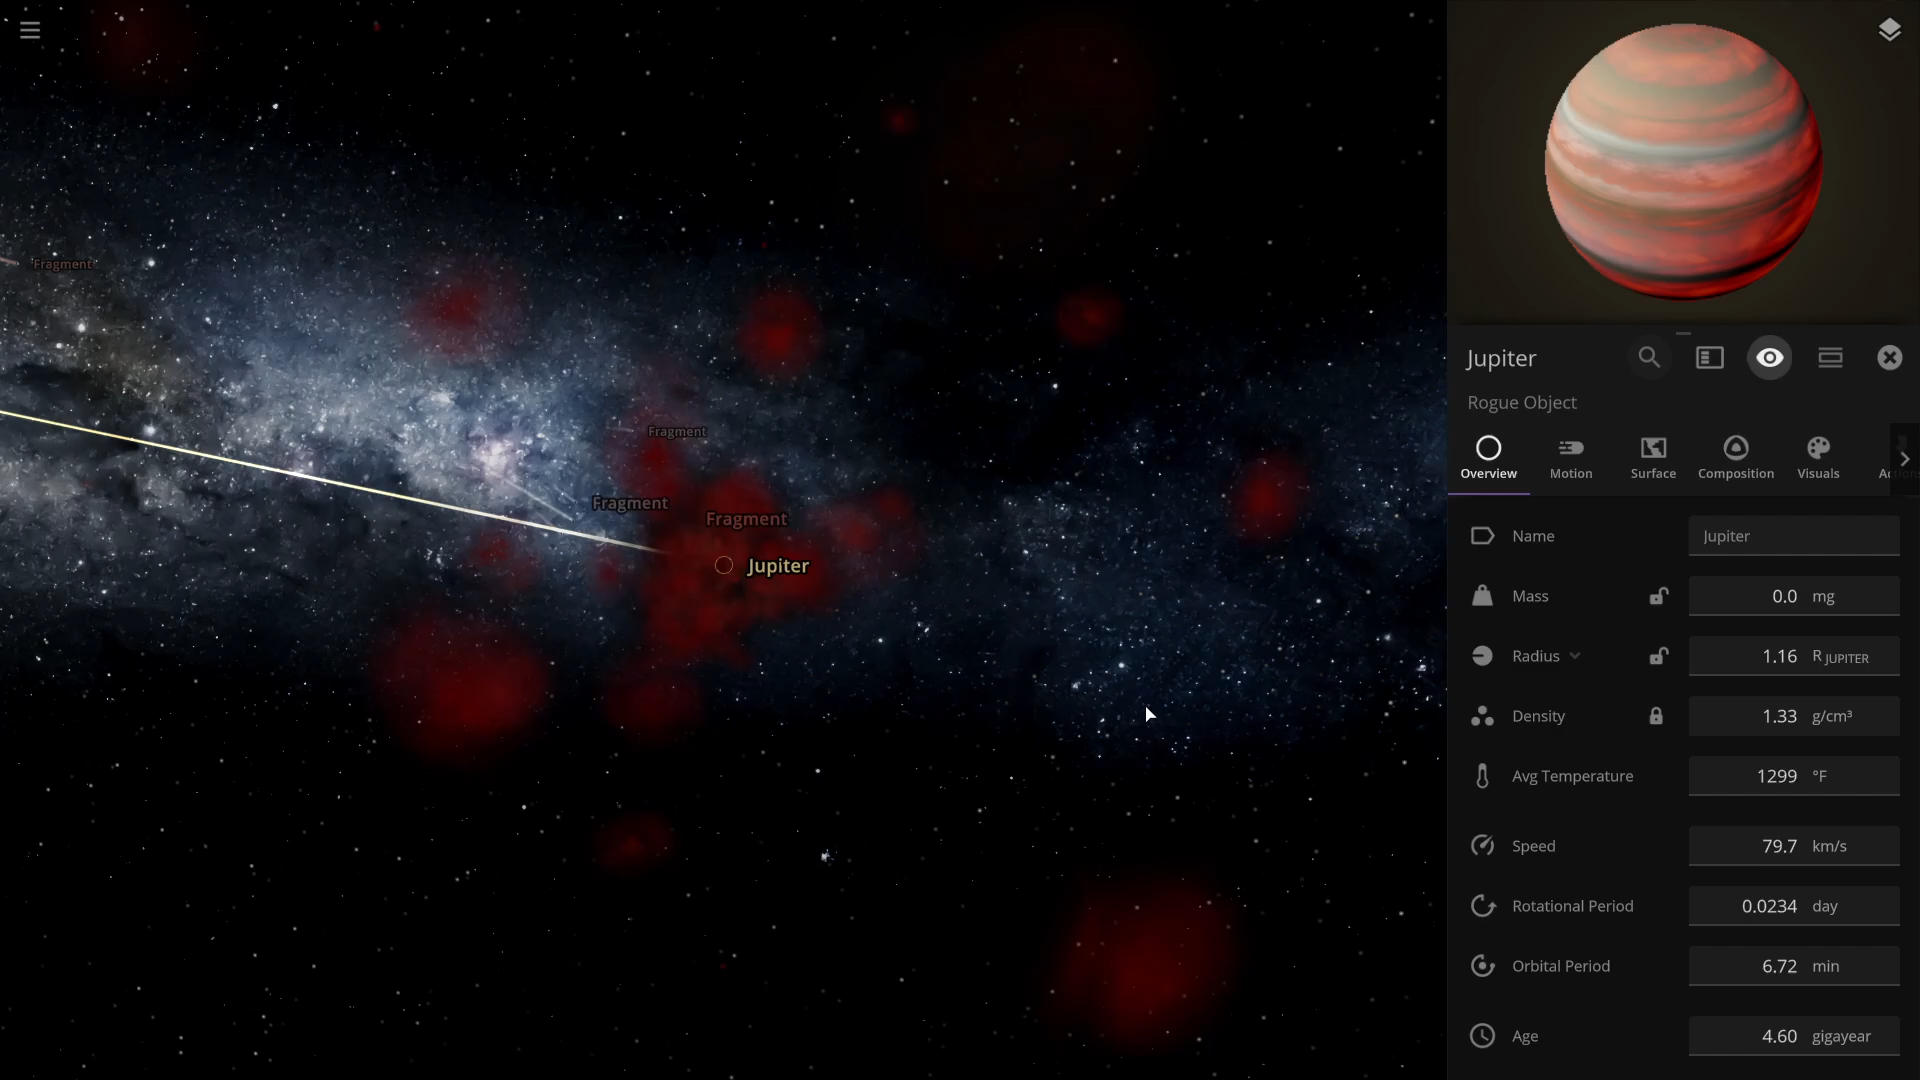 Fragment
Fragment
Fragment
Fragment
Jupiter
Jupiter
Rogue Object
Overview
Motion
Surface
Composition
Visuals
Name Jupiter
Mass 0.0 mg
Radius 1.16 R JUPITER
Density 1.33 g/cm³
Avg Temperature 1299 °F
Speed 79.7 km/s
Rotational Period 0.0234 day
Orbital Period 6.72 min
Age 4.60 gigayear